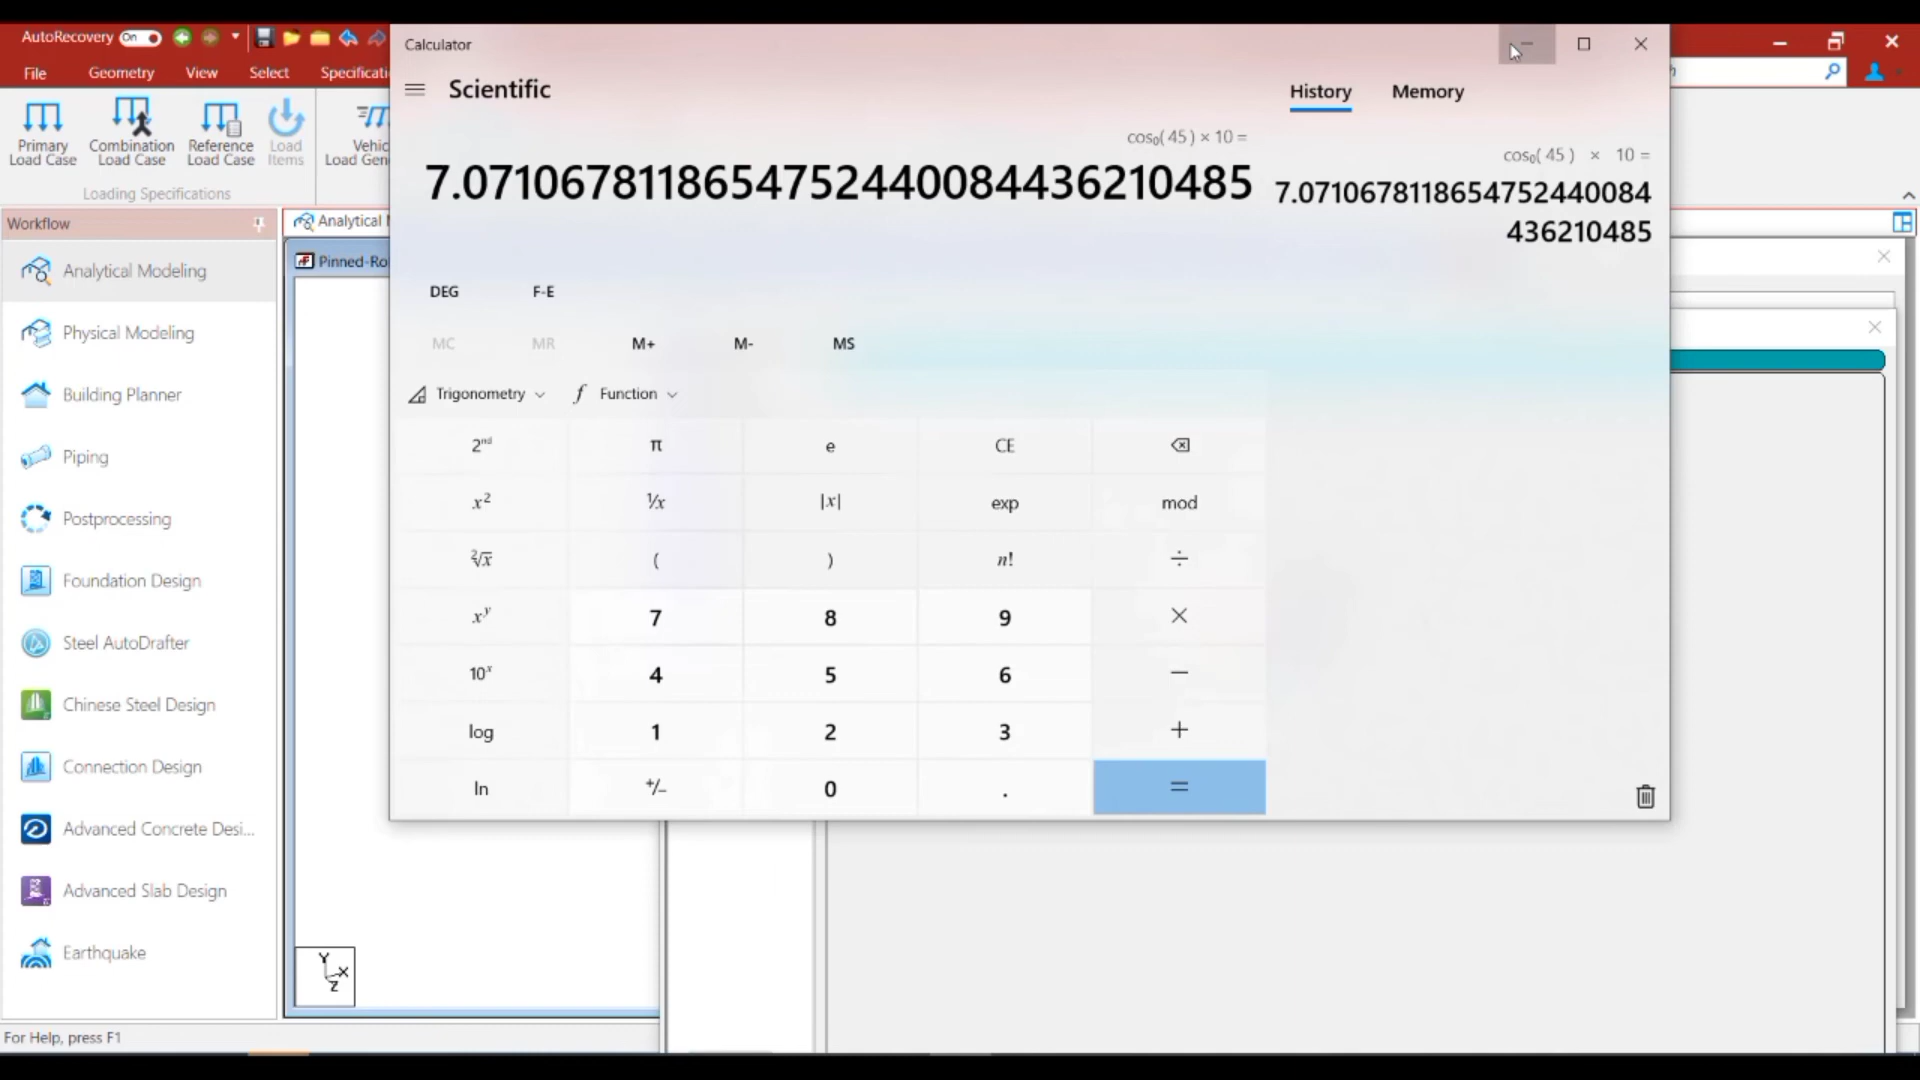 AutoRecovery On
File Geometry View Select
Primary Load Case
Combination Load Case
Reference Load Case
Load Items
Loading Specifications
Workflow
Analytical Modeling
Physical Modeling
Building Planner
Piping
Postprocessing
Foundation Design
Steel AutoDrafter
Chinese Steel Design
Connection Design
Advanced Concrete Desi...
Advanced Slab Design
Earthquake
For Help, press F1
Analytical
Pinned-Ro
Y
X
Z
Calculator
Scientific
History Memory
cos₀( 45 ) × 10 =
7.0710678118654752440084436210485
cos₀( 45 ) × 10 =
7.0710678118654752440084
436210485
DEG F-E
MC MR M+ M- MS
Trigonometry f Function
2nd π e CE
x² ¹/x |x| exp mod
²√x ( ) n! ÷
xʸ 7 8 9 ×
10ˣ 4 5 6 −
log 1 2 3 +
ln +/− 0 . =